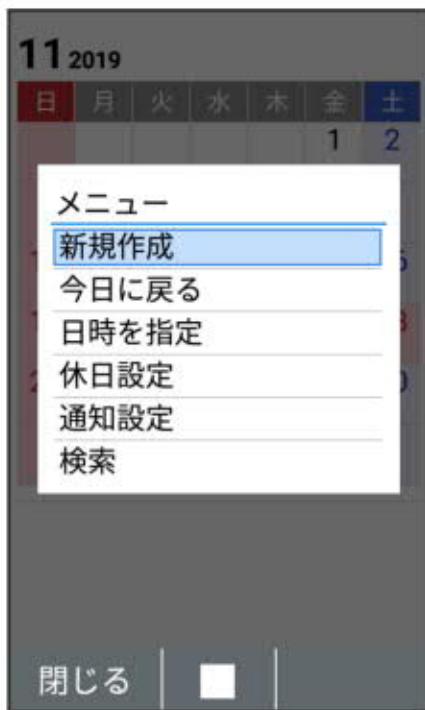 11 2019
日 月 火 水 木 金 土
1 2
メニュー
新規作成
今日に戻る
日時を指定
休日設定
通知設定
検索
閉じる